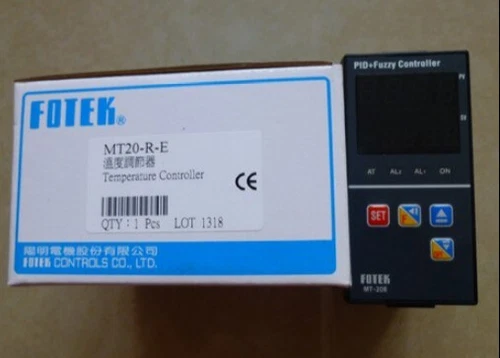 FOTEK®
MT20-R-E
溫度調節器
Temperature Controller
CE
QTY : 1 Pcs LOT 1318
陽明電機股份有限公司
FOTEK CONTROLS CO., LTD.
PID+Fuzzy Controller
PV
SV
AT AL2 AL1 ON
SET
FOTEK
MT-20E